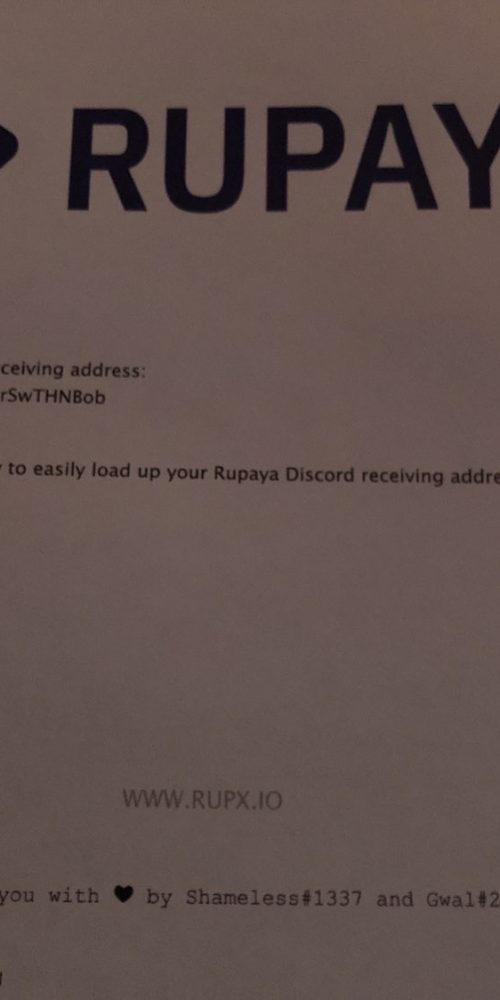 RUPAY
ceiving address:
rSwTHNBob
to easily load up your Rupaya Discord receiving addre
WWW.RUPX.IO
you with ♥ by Shameless#1337 and Gwal#2